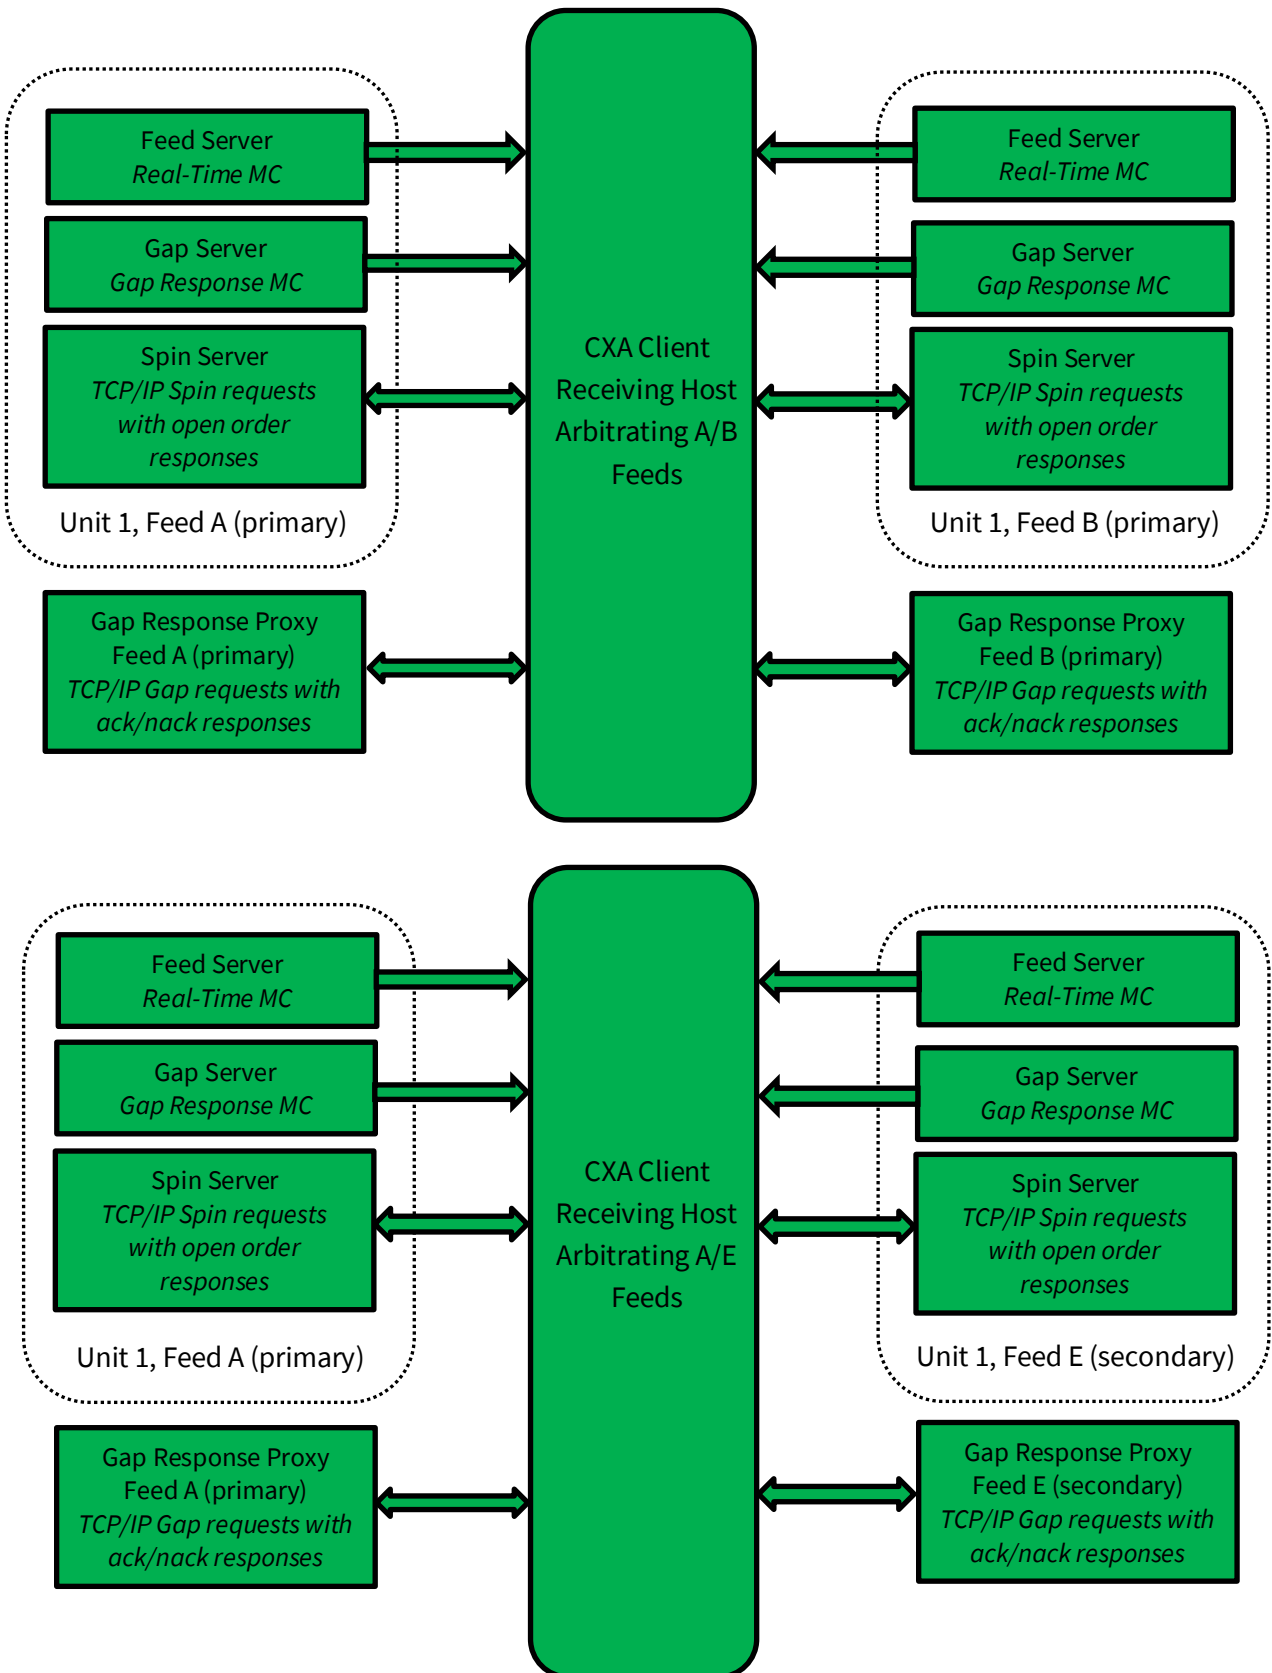 Feed Server
Real-Time MC
Gap Server
Gap Response MC
Spin Server
TCP/IP Spin requests
with open order
responses
Unit 1, Feed A (primary)
Gap Response Proxy
Feed A (primary)
TCP/IP Gap requests with
ack/nack responses
CXA Client
Receiving Host
Arbitrating A/B
Feeds
Feed Server
Real-Time MC
Gap Server
Gap Response MC
Spin Server
TCP/IP Spin requests
with open order
responses
Unit 1, Feed B (primary)
Gap Response Proxy
Feed B (primary)
TCP/IP Gap requests with
ack/nack responses
Feed Server
Real-Time MC
Gap Server
Gap Response MC
Spin Server
TCP/IP Spin requests
with open order
responses
Unit 1, Feed A (primary)
Gap Response Proxy
Feed A (primary)
TCP/IP Gap requests with
ack/nack responses
CXA Client
Receiving Host
Arbitrating A/E
Feeds
Feed Server
Real-Time MC
Gap Server
Gap Response MC
Spin Server
TCP/IP Spin requests
with open order
responses
Unit 1, Feed E (secondary)
Gap Response Proxy
Feed E (secondary)
TCP/IP Gap requests with
ack/nack responses